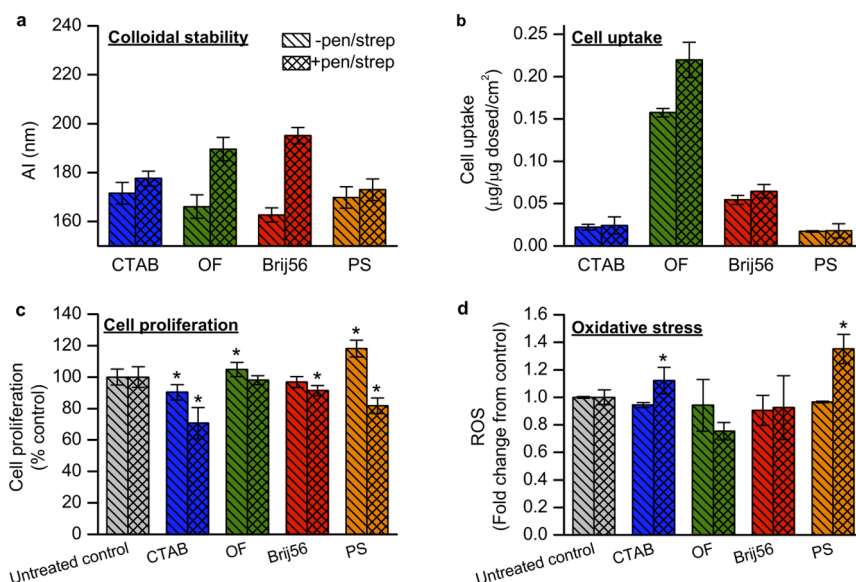 a
Colloidal stability
-pen/strep
+pen/strep
AI (nm)
240
220
200
180
160
CTAB
OF
Brij56
PS
b
Cell uptake
Cell uptake
(µg/µg dosed/cm²)
0.25
0.20
0.15
0.10
0.05
0.00
CTAB
OF
Brij56
PS
c
Cell proliferation
Cell proliferation
(% control)
140
120
100
80
60
40
20
0
* * * * * *
Untreated control
CTAB
OF
Brij56
PS
d
Oxidative stress
ROS
(Fold change from control)
1.6
1.4
1.2
1.0
0.8
0.6
0.4
0.2
0.0
* *
Untreated control
CTAB
OF
Brij56
PS